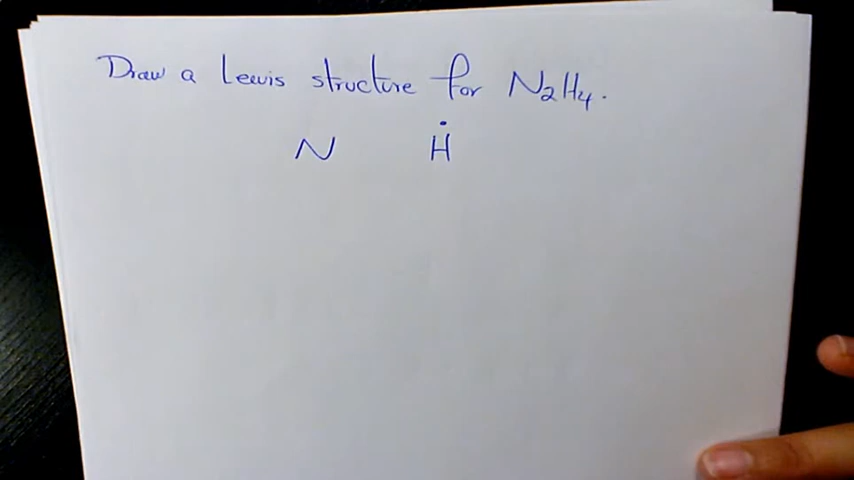 Draw a Lewis structure for N₂H₄.
N Ḣ